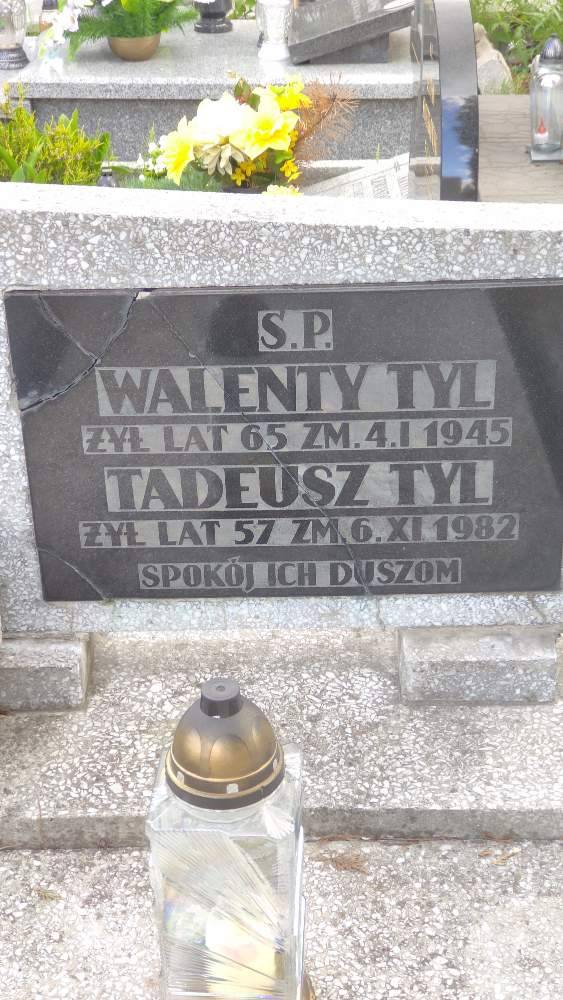 S.P.
WALENTY TYL
ŻYŁ LAT 65 ZM.4.I 1945
TADEUSZ TYL
ŻYŁ LAT 57 ZM.6.XI.1982
SPOKÓJ ICH DUSZOM